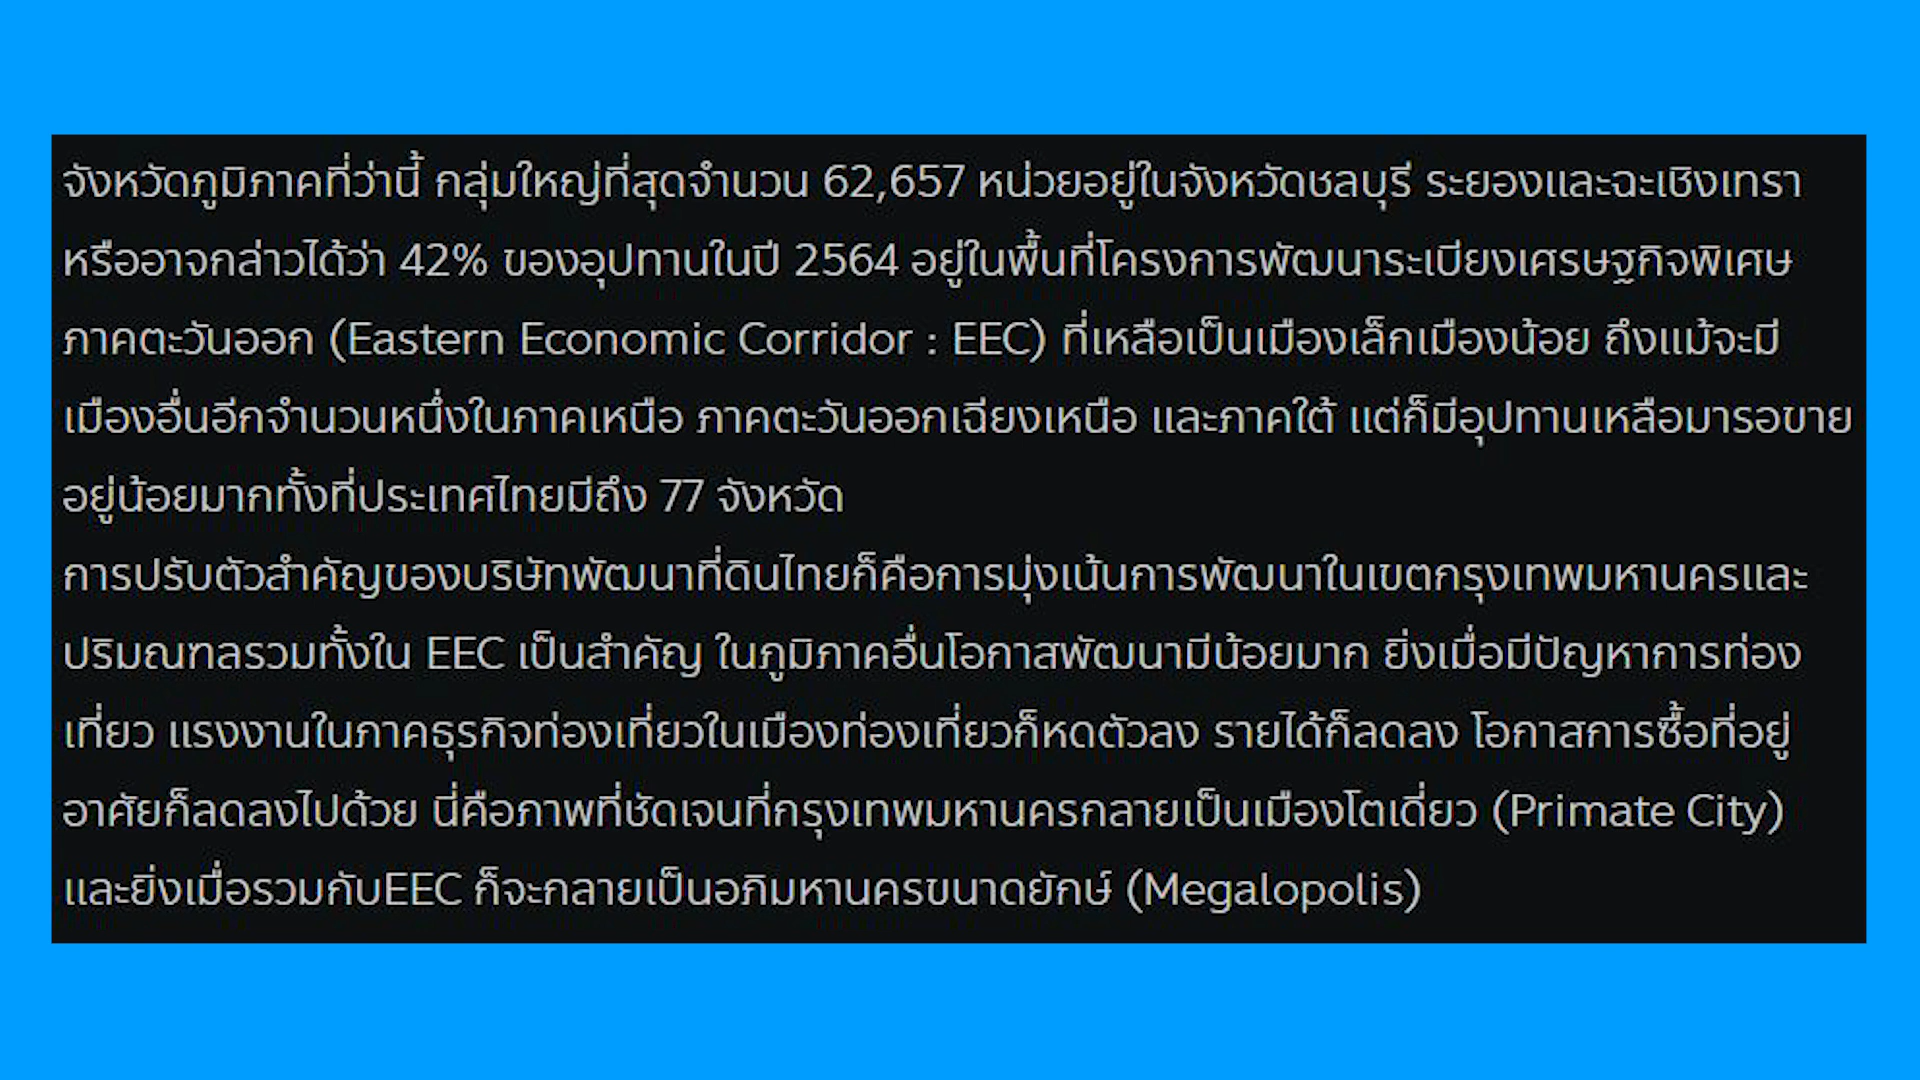 จังหวัดภูมิภาคที่ว่านี้ กลุ่มใหญ่ที่สุดจำนวน 62,657 หน่วยอยู่ในจังหวัดชลบุรี ระยองและฉะเชิงเทรา
หรืออาจกล่าวได้ว่า 42% ของอุปทานในปี 2564 อยู่ในพื้นที่โครงการพัฒนาระเบียงเศรษฐกิจพิเศษ
ภาคตะวันออก (Eastern Economic Corridor : EEC) ที่เหลือเป็นเมืองเล็กเมืองน้อย ถึงแม้จะมี
เมืองอื่นอีกจำนวนหนึ่งในภาคเหนือ ภาคตะวันออกเฉียงเหนือ และภาคใต้ แต่ก็มีอุปทานเหลือมารอขาย
อยู่น้อยมากทั้งที่ประเทศไทยมีถึง 77 จังหวัด
การปรับตัวสำคัญของบริษัทพัฒนาที่ดินไทยก็คือการมุ่งเน้นการพัฒนาในเขตกรุงเทพมหานครและ
ปริมณฑลรวมทั้งใน EEC เป็นสำคัญ ในภูมิภาคอื่นโอกาสพัฒนามีน้อยมาก ยิ่งเมื่อมีปัญหาการท่อง
เที่ยว แรงงานในภาคธุรกิจท่องเที่ยวในเมืองท่องเที่ยวก็หดตัวลง รายได้ก็ลดลง โอกาสการซื้อที่อยู่
อาศัยก็ลดลงไปด้วย นี่คือภาพที่ชัดเจนที่กรุงเทพมหานครกลายเป็นเมืองโตเดี่ยว (Primate City)
และยิ่งเมื่อรวมกับEEC ก็จะกลายเป็นอภิมหานครขนาดยักษ์ (Megalopolis)